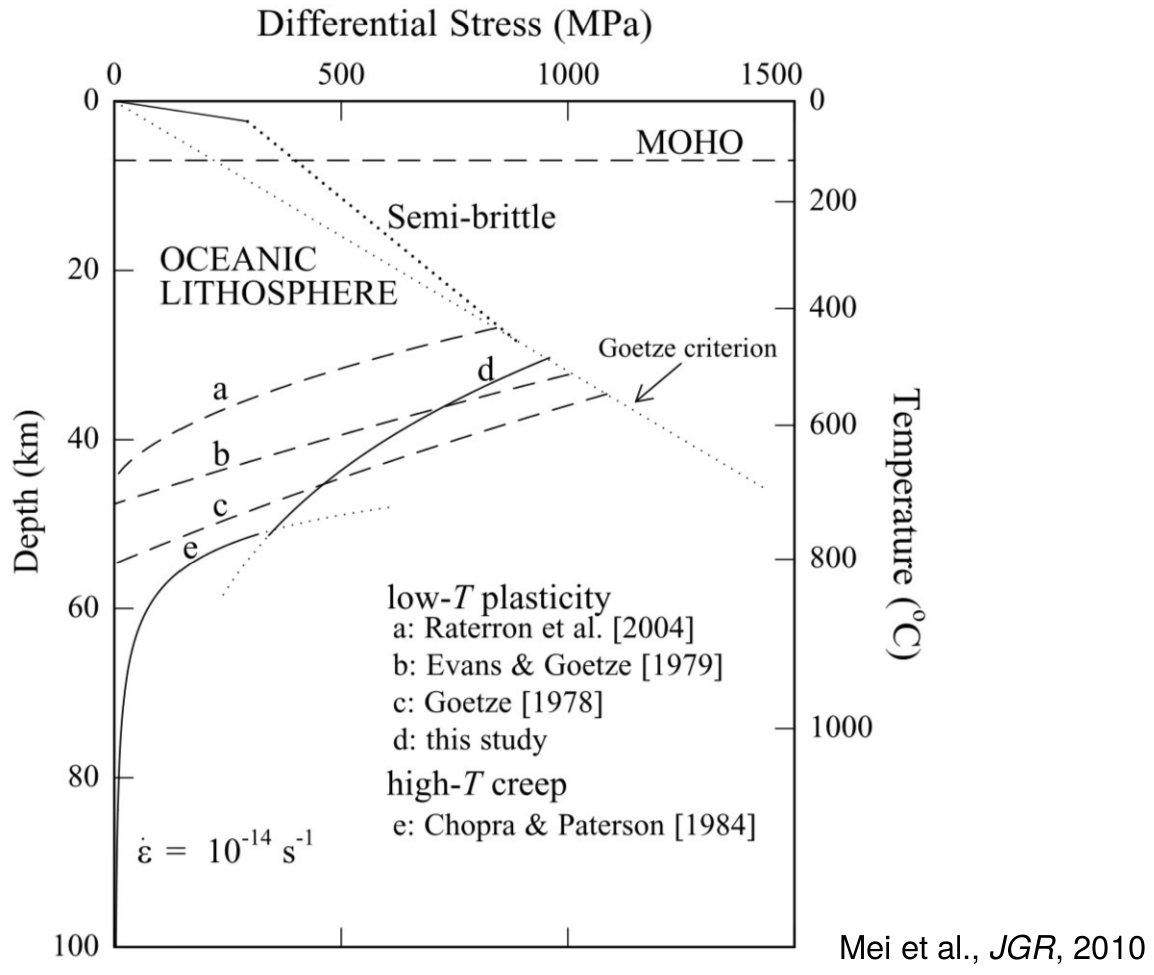 Differential Stress (MPa)
0 500 1000 1500
0 0
MOHO
200
Semi-brittle
OCEANIC
LITHOSPHERE
20
400
Goetze criterion
d
a
600
40
b
c
e
800
Depth (km)
Temperature (°C)
low-T plasticity
60
a: Raterron et al. [2004]
b: Evans & Goetze [1979]
c: Goetze [1978]
1000
d: this study
80
high-T creep
e: Chopra & Paterson [1984]
ε̇ = 10⁻¹⁴ s⁻¹
100
Mei et al., JGR, 2010